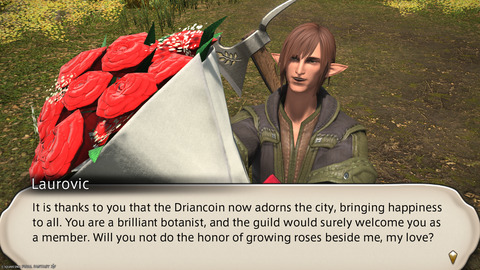 Laurovic
It is thanks to you that the Driancoin now adorns the city, bringing happiness
to all. You are a brilliant botanist, and the guild would surely welcome you as
a member. Will you not do the honor of growing roses beside me, my love?